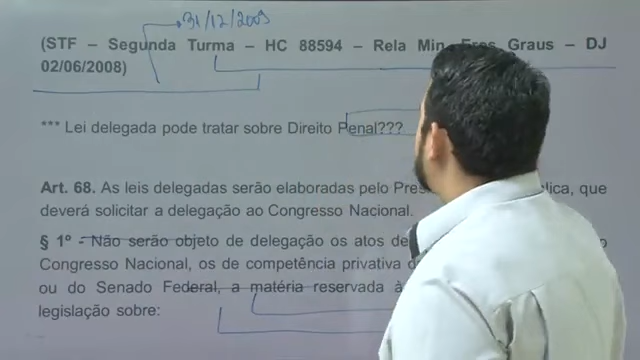 31/12/2009
(STF – Segunda Turma – HC 88594 – Rela Min. Eros Graus – DJ
02/06/2008)
*** Lei delegada pode tratar sobre Direito Penal???
Art. 68. As leis delegadas serão elaboradas pelo que
deverá solicitar a delegação ao Congresso Nacional.
§ 1º - Não serão objeto de delegação os atos de
Congresso Nacional, os de competência privativa
ou do Senado Federal, a matéria reservada à
legislação sobre: